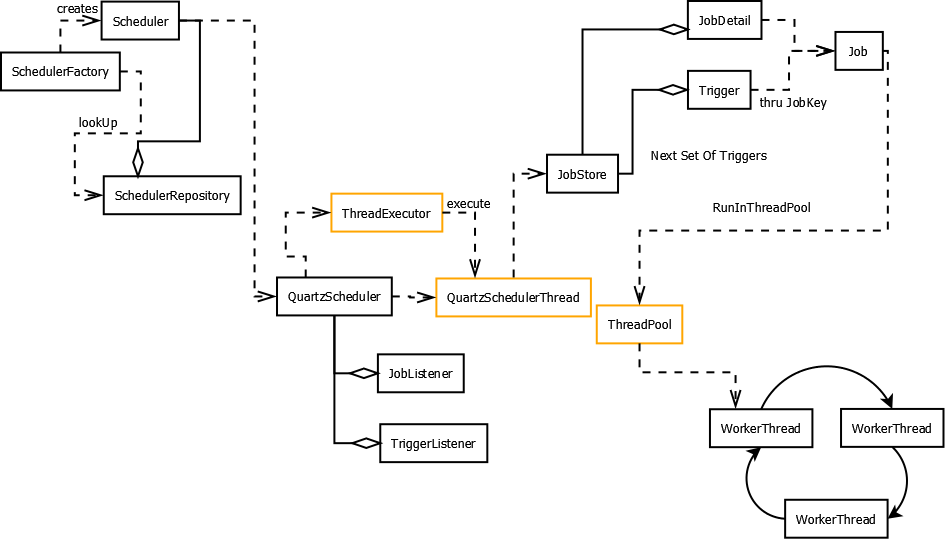 creates
Scheduler
JobDetail
Job
SchedulerFactory
Trigger
thru JobKey
lookUp
Next Set Of Triggers
JobStore
SchedulerRepository
ThreadExecutor
execute
RunInThreadPool
QuartzScheduler
QuartzSchedulerThread
ThreadPool
JobListener
WorkerThread
WorkerThread
TriggerListener
WorkerThread